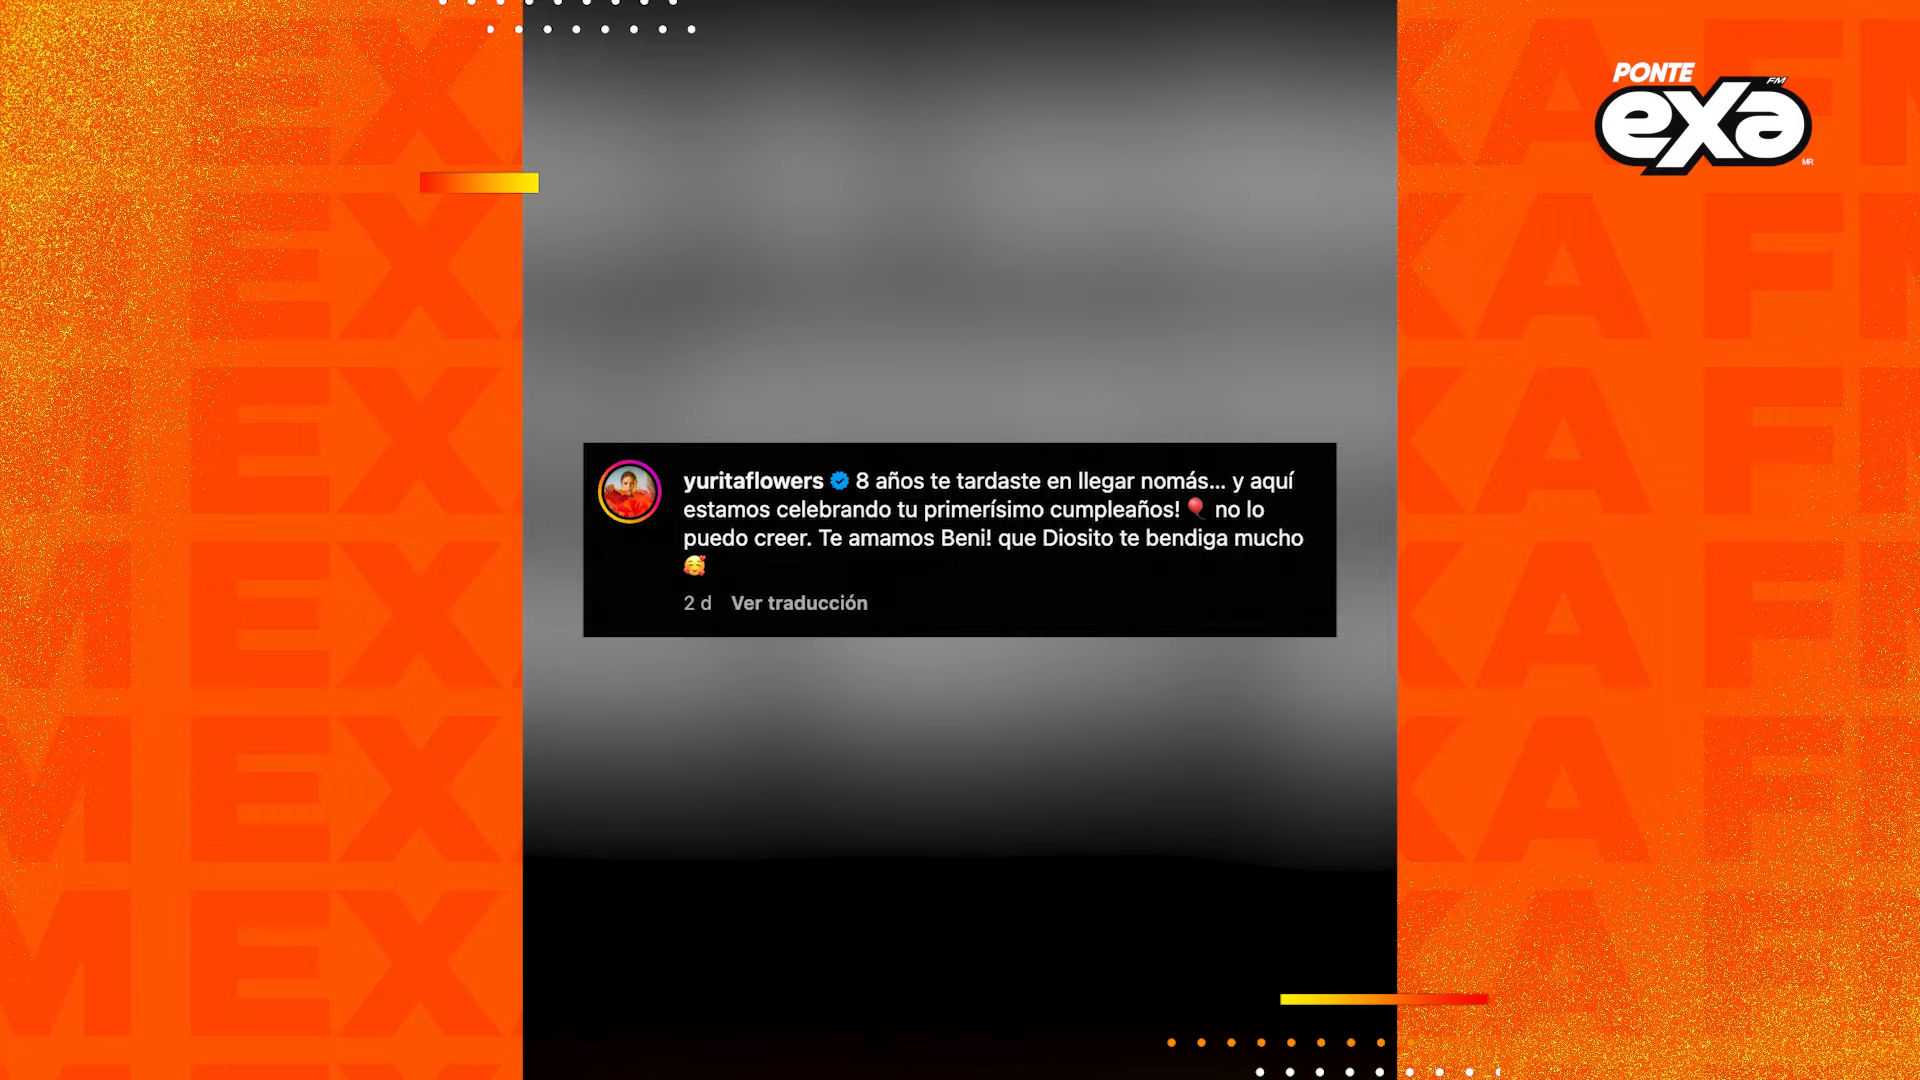 PONTE
exa
FM
MR
yuritaflowers 8 años te tardaste en llegar nomás... y aquí
estamos celebrando tu primerísimo cumpleaños! 🎈 no lo
puedo creer. Te amamos Beni! que Diosito te bendiga mucho
🥰
2 d Ver traducción